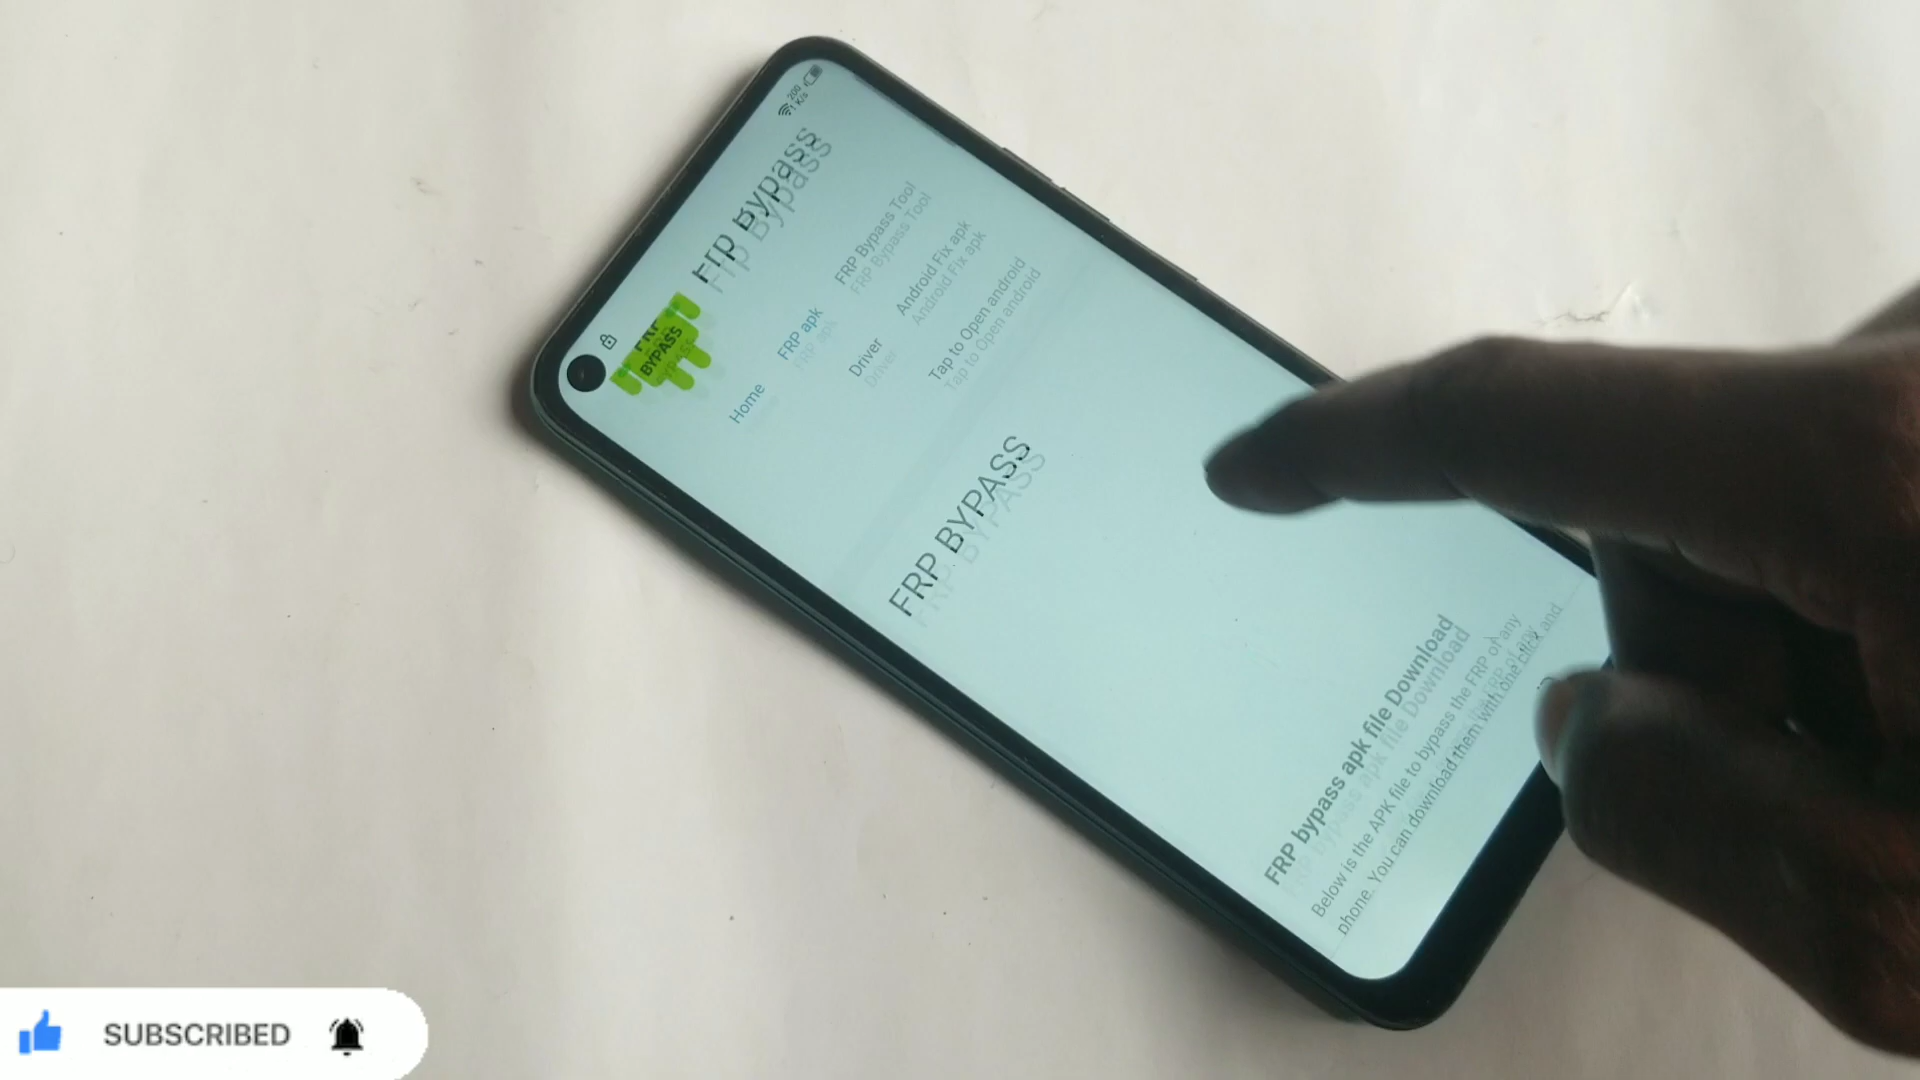 200
1 K/s
Frp Bypass
FRP
BYPASS
Home
FRP apk
FRP Bypass Tool
Driver
Android Fix apk
Tap to Open android
FRP BYPASS
FRP bypass apk file Download
Below is the APK file to bypass the FRP of any
phone. You can download them with one click and
SUBSCRIBED